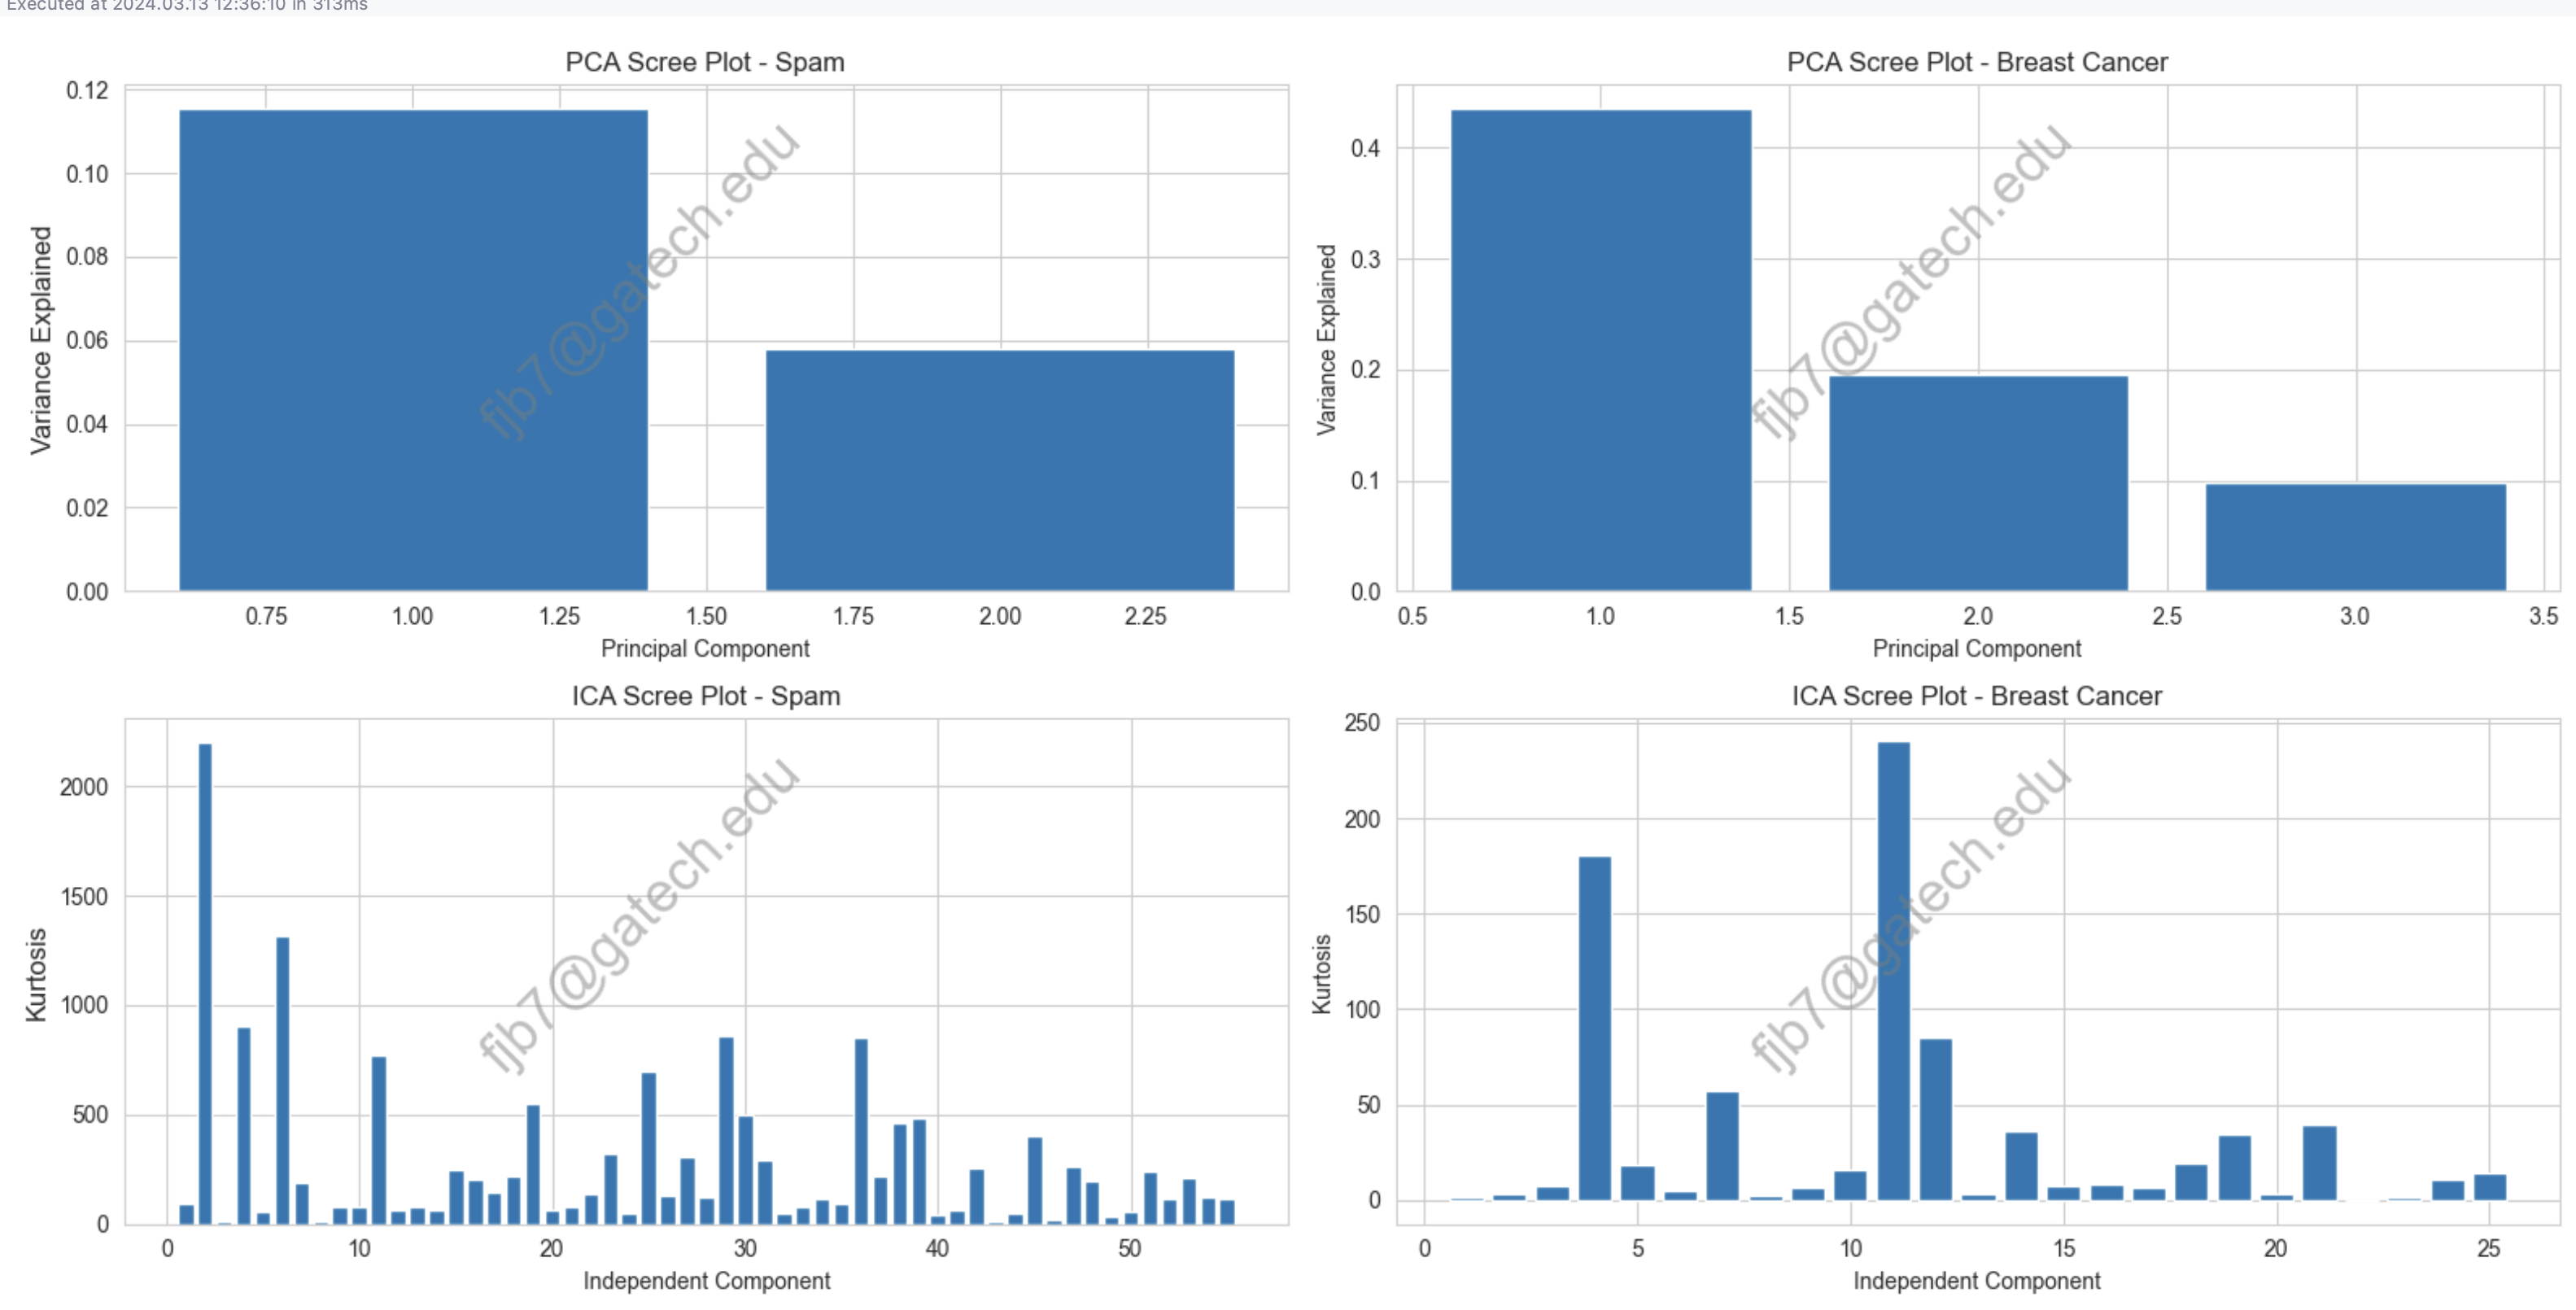 Executed at 2024.03.13 12:36:10 in 313ms
PCA Scree Plot - Spam
0.12
0.10
0.08
0.06
0.04
0.02
0.00
Variance Explained
0.75 1.00 1.25 1.50 1.75 2.00 2.25
Principal Component
fjb7@gatech.edu
PCA Scree Plot - Breast Cancer
0.4
0.3
0.2
0.1
0.0
Variance Explained
0.5 1.0 1.5 2.0 2.5 3.0 3.5
Principal Component
fjb7@gatech.edu
ICA Scree Plot - Spam
2000
1500
1000
500
0
Kurtosis
0 10 20 30 40 50
Independent Component
fjb7@gatech.edu
ICA Scree Plot - Breast Cancer
250
200
150
100
50
0
Kurtosis
0 5 10 15 20 25
Independent Component
fjb7@gatech.edu